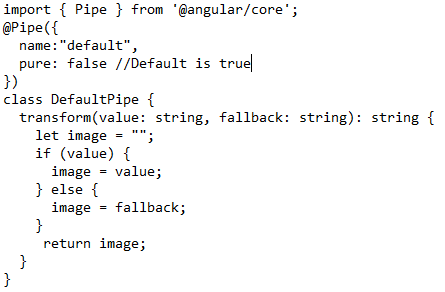 import { Pipe } from '@angular/core';
@Pipe({
  name:"default",
  pure: false //Default is true
})
class DefaultPipe {
  transform(value: string, fallback: string): string {
    let image = "";
    if (value) {
      image = value;
    } else {
      image = fallback;
    }
     return image;
  }
}